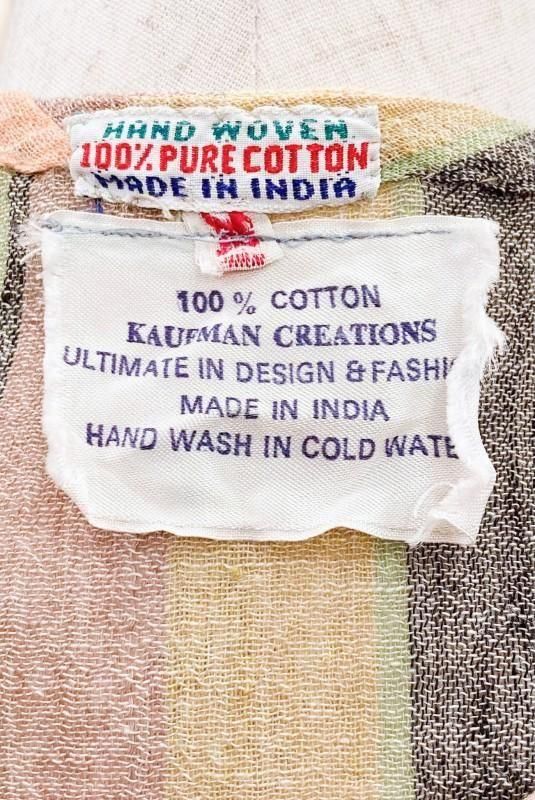 HAND WOVEN
100% PURE COTTON
MADE IN INDIA
100 % COTTON
KAUFMAN CREATIONS
ULTIMATE IN DESIGN & FASHI
MADE IN INDIA
HAND WASH IN COLD WATE